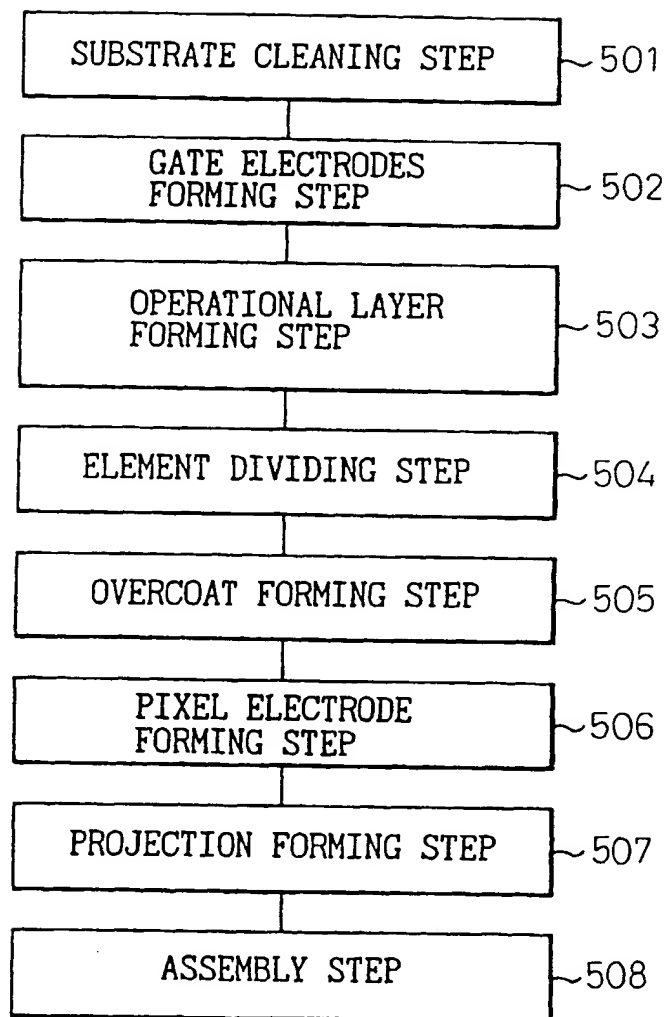 SUBSTRATE CLEANING STEP 501
GATE ELECTRODES
FORMING STEP 502
OPERATIONAL LAYER
FORMING STEP 503
ELEMENT DIVIDING STEP 504
OVERCOAT FORMING STEP 505
PIXEL ELECTRODE
FORMING STEP 506
PROJECTION FORMING STEP 507
ASSEMBLY STEP 508